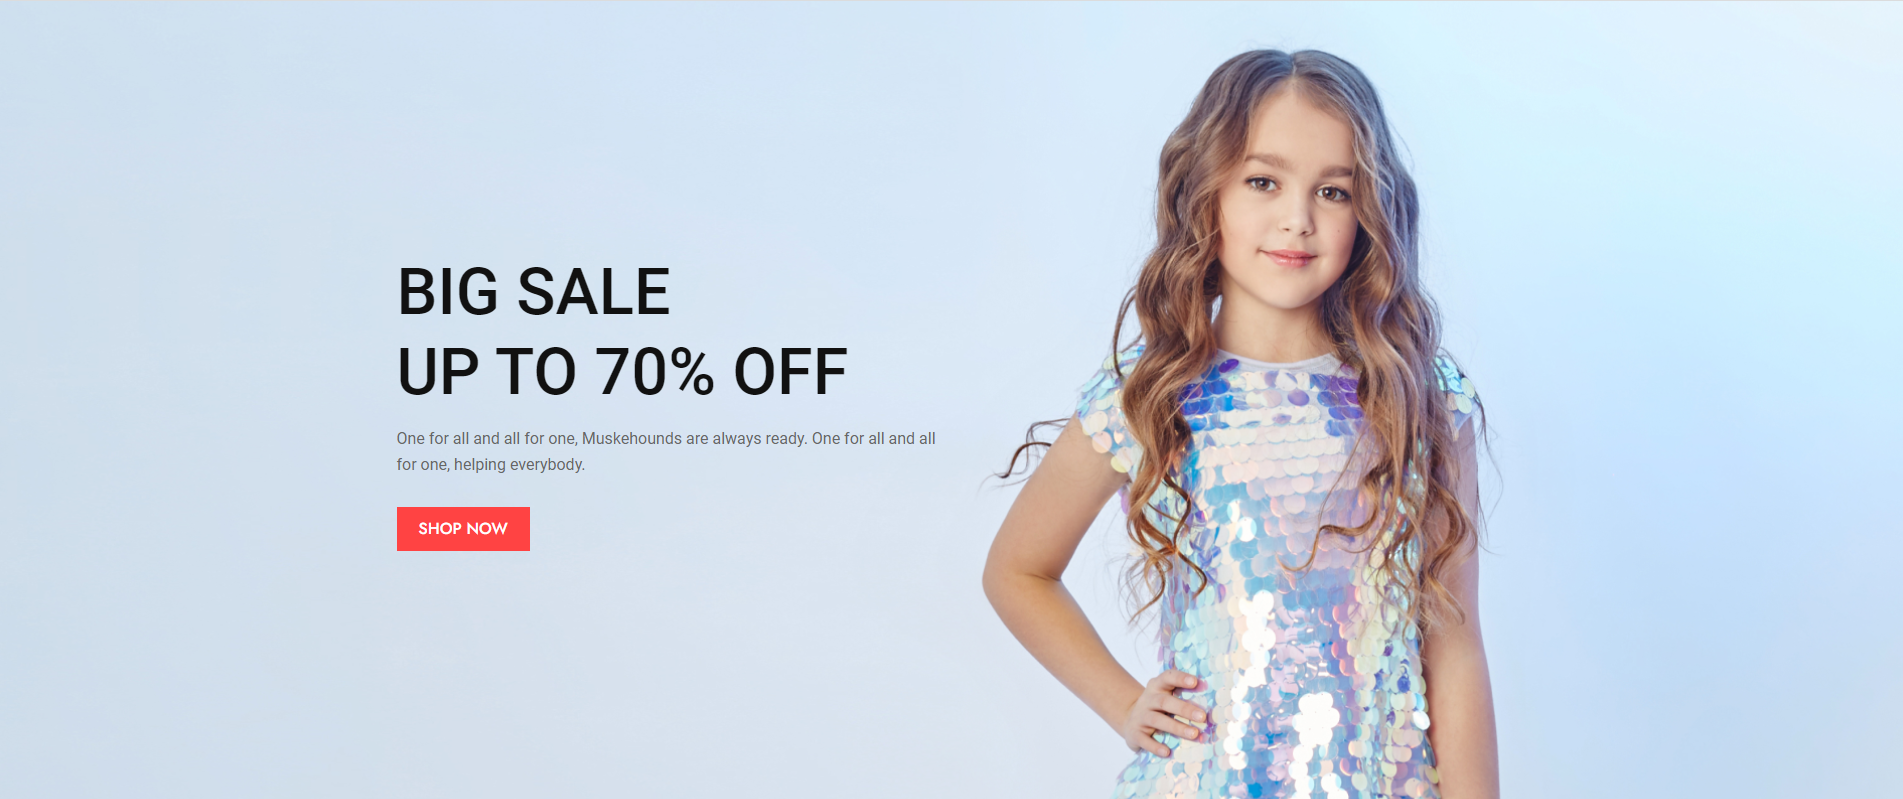 BIG SALE
UP TO 70% OFF
One for all and all for one, Muskehounds are always ready. One for all and all
for one, helping everybody.
SHOP NOW